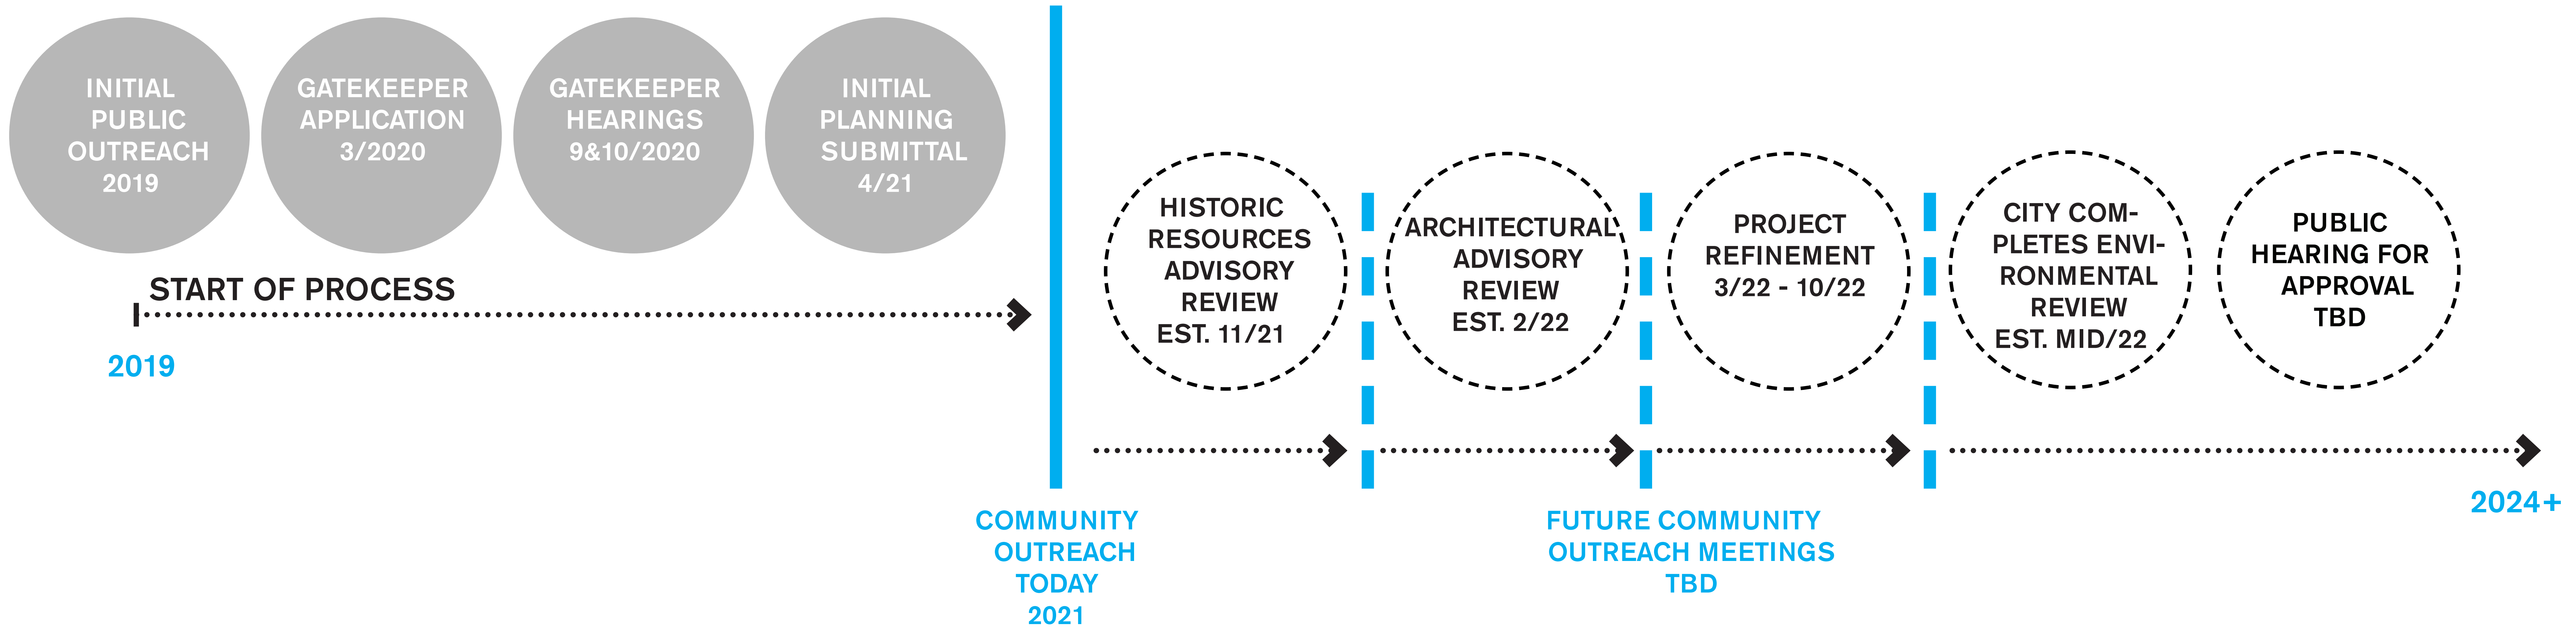 INITIAL
PUBLIC
OUTREACH
2019
GATEKEEPER
APPLICATION
3/2020
GATEKEEPER
HEARINGS
9&10/2020
INITIAL
PLANNING
SUBMITTAL
4/21
START OF PROCESS
2019
COMMUNITY
OUTREACH
TODAY
2021
HISTORIC
RESOURCES
ADVISORY
REVIEW
EST. 11/21
ARCHITECTURAL
ADVISORY
REVIEW
EST. 2/22
PROJECT
REFINEMENT
3/22 - 10/22
CITY COM-
PLETES ENVI-
RONMENTAL
REVIEW
EST. MID/22
PUBLIC
HEARING FOR
APPROVAL
TBD
FUTURE COMMUNITY
OUTREACH MEETINGS
TBD
2024+